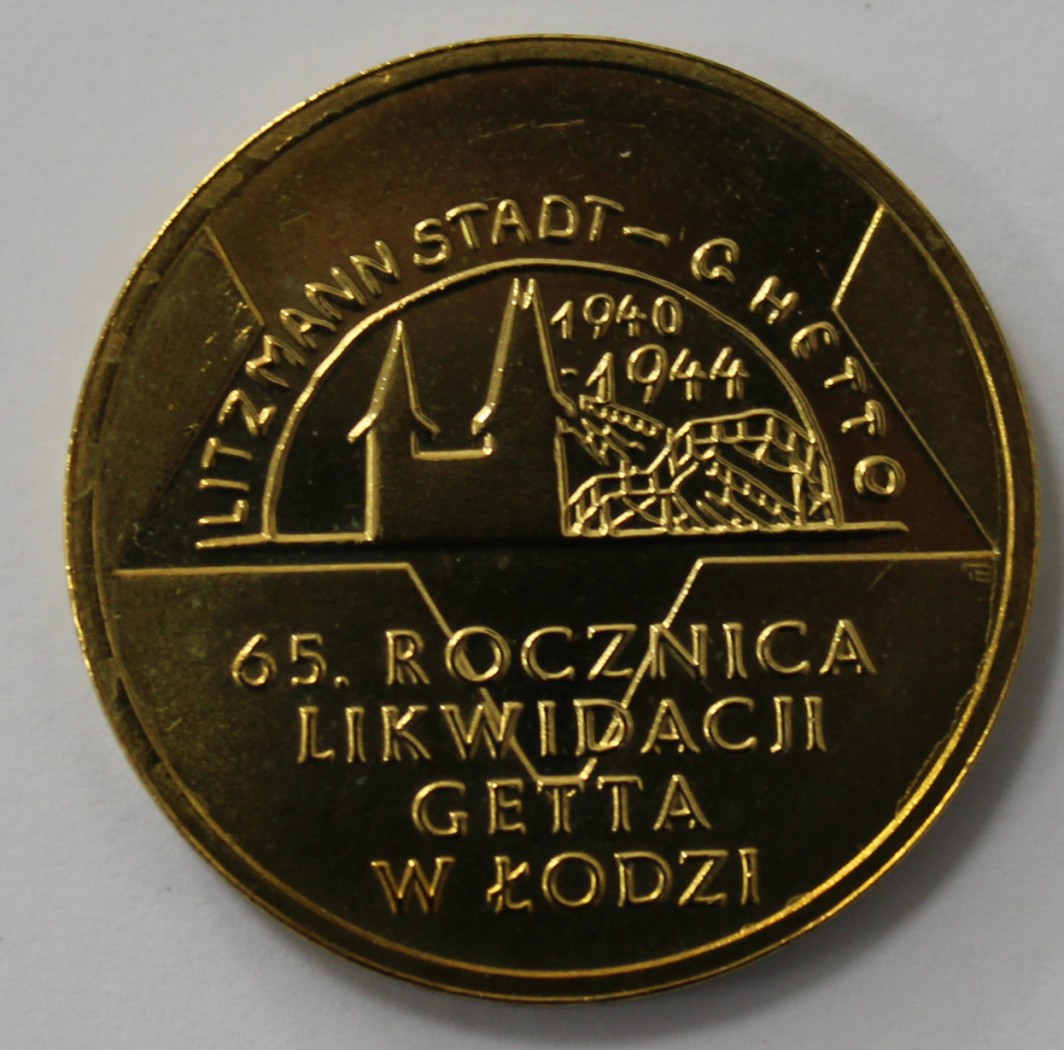 LITZMANNSTADT-GHETTO
1940
-1944
65. ROCZNICA
LIKWIDACJI
GETTA
W ŁODZI